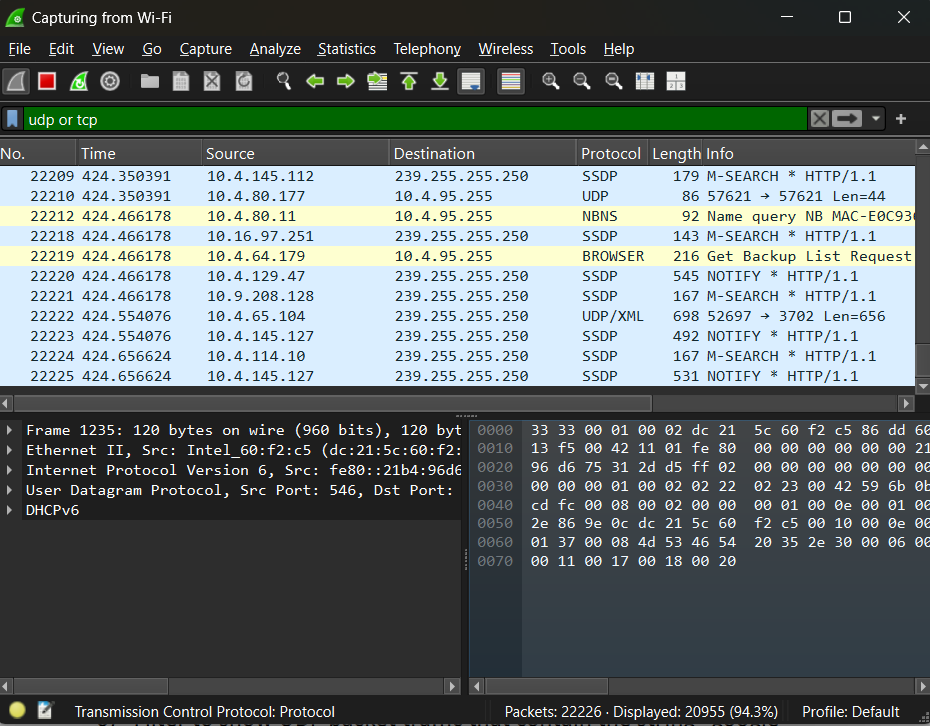 Capturing from Wi-Fi
File Edit View Go Capture Analyze Statistics Telephony Wireless Tools Help
udp or tcp
No. Time Source Destination Protocol Length Info
22209 424.350391 10.4.145.112 239.255.255.250 SSDP 179 M-SEARCH * HTTP/1.1
22210 424.350391 10.4.80.177 10.4.95.255 UDP 86 57621 → 57621 Len=44
22212 424.466178 10.4.80.11 10.4.95.255 NBNS 92 Name query NB MAC-E0C930
22218 424.466178 10.16.97.251 239.255.255.250 SSDP 143 M-SEARCH * HTTP/1.1
22219 424.466178 10.4.64.179 10.4.95.255 BROWSER 216 Get Backup List Request
22220 424.466178 10.4.129.47 239.255.255.250 SSDP 545 NOTIFY * HTTP/1.1
22221 424.466178 10.9.208.128 239.255.255.250 SSDP 167 M-SEARCH * HTTP/1.1
22222 424.554076 10.4.65.104 239.255.255.250 UDP/XML 698 52697 → 3702 Len=656
22223 424.554076 10.4.145.127 239.255.255.250 SSDP 492 NOTIFY * HTTP/1.1
22224 424.656624 10.4.114.10 239.255.255.250 SSDP 167 M-SEARCH * HTTP/1.1
22225 424.656624 10.4.145.127 239.255.255.250 SSDP 531 NOTIFY * HTTP/1.1
Frame 1235: 120 bytes on wire (960 bits), 120 byt
Ethernet II, Src: Intel_60:f2:c5 (dc:21:5c:60:f2:
Internet Protocol Version 6, Src: fe80::21b4:96d6
User Datagram Protocol, Src Port: 546, Dst Port:
DHCPv6
0000 33 33 00 01 00 02 dc 21 5c 60 f2 c5 86 dd 60
0010 13 f5 00 42 11 01 fe 80 00 00 00 00 00 00 21
0020 96 d6 75 31 2d d5 ff 02 00 00 00 00 00 00 00
0030 00 00 00 01 00 02 02 22 02 23 00 42 59 6b 0b
0040 cd fc 00 08 00 02 00 00 00 01 00 0e 00 01 00
0050 2e 86 9e 0c dc 21 5c 60 f2 c5 00 10 00 0e 00
0060 01 37 00 08 4d 53 46 54 20 35 2e 30 00 06 00
0070 00 11 00 17 00 18 00 20
Transmission Control Protocol: Protocol Packets: 22226 · Displayed: 20955 (94.3%) Profile: Default